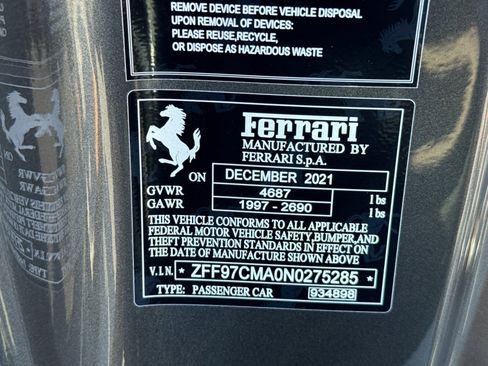 REMOVE DEVICE BEFORE VEHICLE DISPOSAL
UPON REMOVAL OF DEVICES:
PLEASE REUSE,RECYCLE,
OR DISPOSE AS HAZARDOUS WASTE
Ferrari
MANUFACTURED BY
FERRARI S.p.A.
ON DECEMBER 2021
GVWR 4687 lbs
GAWR 1997 - 2690 lbs
THIS VEHICLE CONFORMS TO ALL APPLICABLE
FEDERAL MOTOR VEHICLE SAFETY,BUMPER,AND
THEFT PREVENTION STANDARDS IN EFFECT ON
THE DATE OF MANUFACTURE SHOWN ABOVE
V.I.N. * ZFF97CMA0N0275285 *
TYPE: PASSENGER CAR 934898